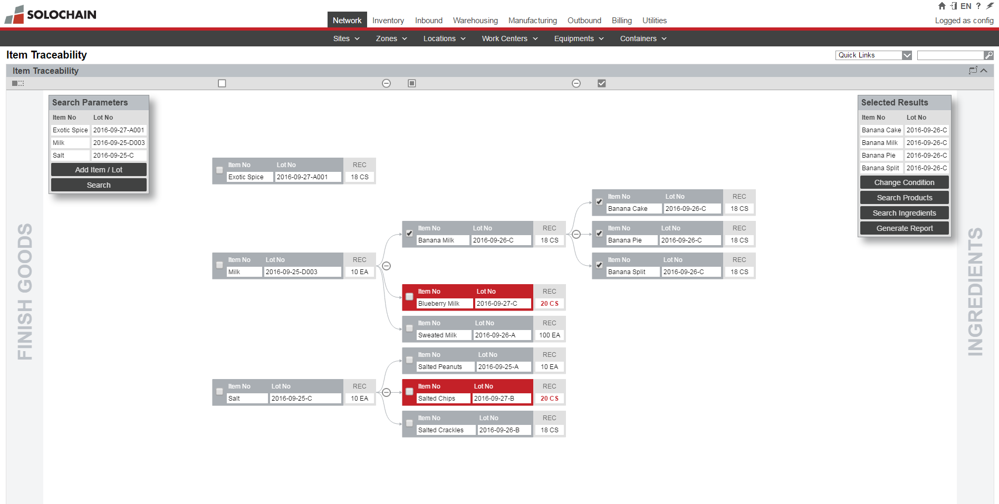 SOLOCHAIN
EN ?
Network Inventory Inbound Warehousing Manufacturing Outbound Billing Utilities
Logged as config
Sites Zones Locations Work Centers Equipments Containers
Item Traceability
Quick Links
Item Traceability
FINISH GOODS
Search Parameters
Item No Lot No
Exotic Spice 2016-09-27-A001
Milk 2016-09-25-D003
Salt 2016-09-25-C
Add Item / Lot
Search
Item No Lot No REC
Exotic Spice 2016-09-27-A001 18 CS
Item No Lot No REC
Milk 2016-09-25-D003 10 EA
Item No Lot No REC
Salt 2016-09-25-C 10 EA
Item No Lot No REC
Banana Milk 2016-09-26-C 18 CS
Item No Lot No REC
Blueberry Milk 2016-09-27-C 20 CS
Item No Lot No REC
Sweated Milk 2016-09-26-A 100 EA
Item No Lot No REC
Salted Peanuts 2016-09-25-A 10 EA
Item No Lot No REC
Salted Chips 2016-09-27-B 20 CS
Item No Lot No REC
Salted Crackles 2016-09-26-B 18 CS
Item No Lot No REC
Banana Cake 2016-09-26-C 18 CS
Item No Lot No REC
Banana Pie 2016-09-26-C 18 CS
Item No Lot No REC
Banana Split 2016-09-26-C 18 CS
Selected Results
Item No Lot No
Banana Cake 2016-09-26-C
Banana Milk 2016-09-26-C
Banana Pie 2016-09-26-C
Banana Split 2016-09-26-C
Change Condition
Search Products
Search Ingredients
Generate Report
INGREDIENTS